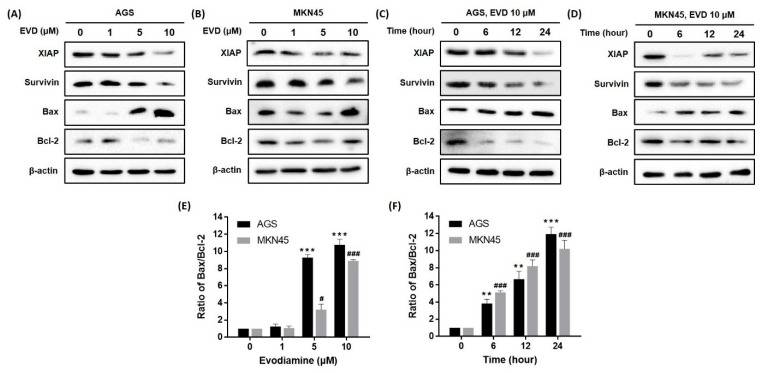 (A) AGS
EVD (μM) 0 1 5 10
XIAP
Survivin
Bax
Bcl-2
β-actin
(B) MKN45
EVD (μM) 0 1 5 10
XIAP
Survivin
Bax
Bcl-2
β-actin
(C) AGS, EVD 10 μM
Time (hour) 0 6 12 24
XIAP
Survivin
Bax
Bcl-2
β-actin
(D) MKN45, EVD 10 μM
Time (hour) 0 6 12 24
XIAP
Survivin
Bax
Bcl-2
β-actin
(E)
AGS
MKN45
Ratio of Bax/Bcl-2
14
12
10
8
6
4
2
0
***
#
***
###
0 1 5 10
Evodiamine (μM)
(F)
AGS
MKN45
Ratio of Bax/Bcl-2
14
12
10
8
6
4
2
0
**
###
**
###
***
###
0 6 12 24
Time (hour)